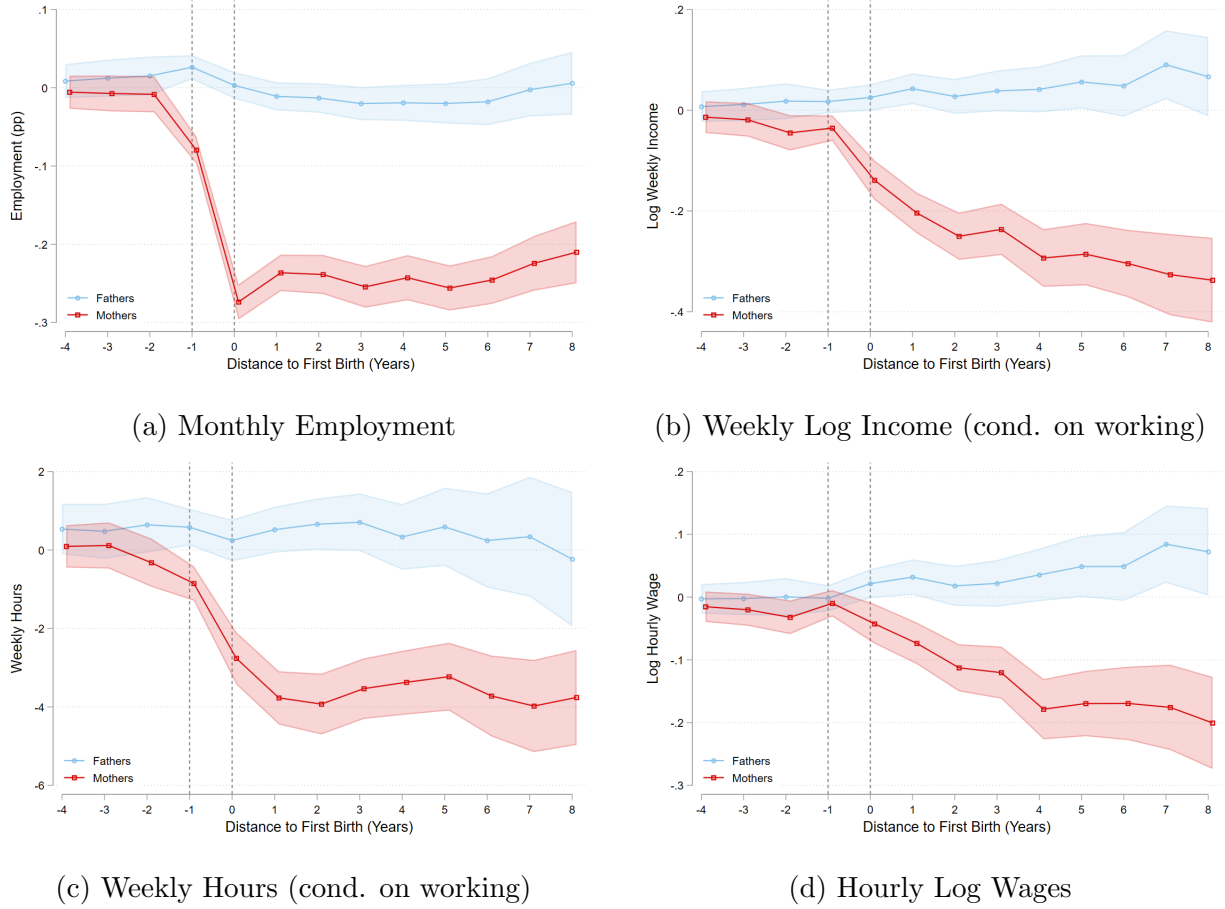 .1
0
-.1
-.2
-.3
Employment (pp)
Fathers
Mothers
-4 -3 -2 -1 0 1 2 3 4 5 6 7 8
Distance to First Birth (Years)
(a) Monthly Employment
.2
0
-.2
-.4
Log Weekly Income
Fathers
Mothers
-4 -3 -2 -1 0 1 2 3 4 5 6 7 8
Distance to First Birth (Years)
(b) Weekly Log Income (cond. on working)
2
0
-2
-4
-6
Weekly Hours
Fathers
Mothers
-4 -3 -2 -1 0 1 2 3 4 5 6 7 8
Distance to First Birth (Years)
(c) Weekly Hours (cond. on working)
.2
.1
0
-.1
-.2
-.3
Log Hourly Wage
Fathers
Mothers
-4 -3 -2 -1 0 1 2 3 4 5 6 7 8
Distance to First Birth (Years)
(d) Hourly Log Wages